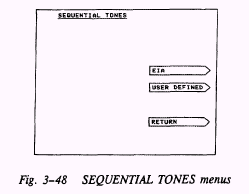 SEQUENTIAL TONES
EIA
USER DEFINED
RETURN
Fig. 3–48 SEQUENTIAL TONES menus